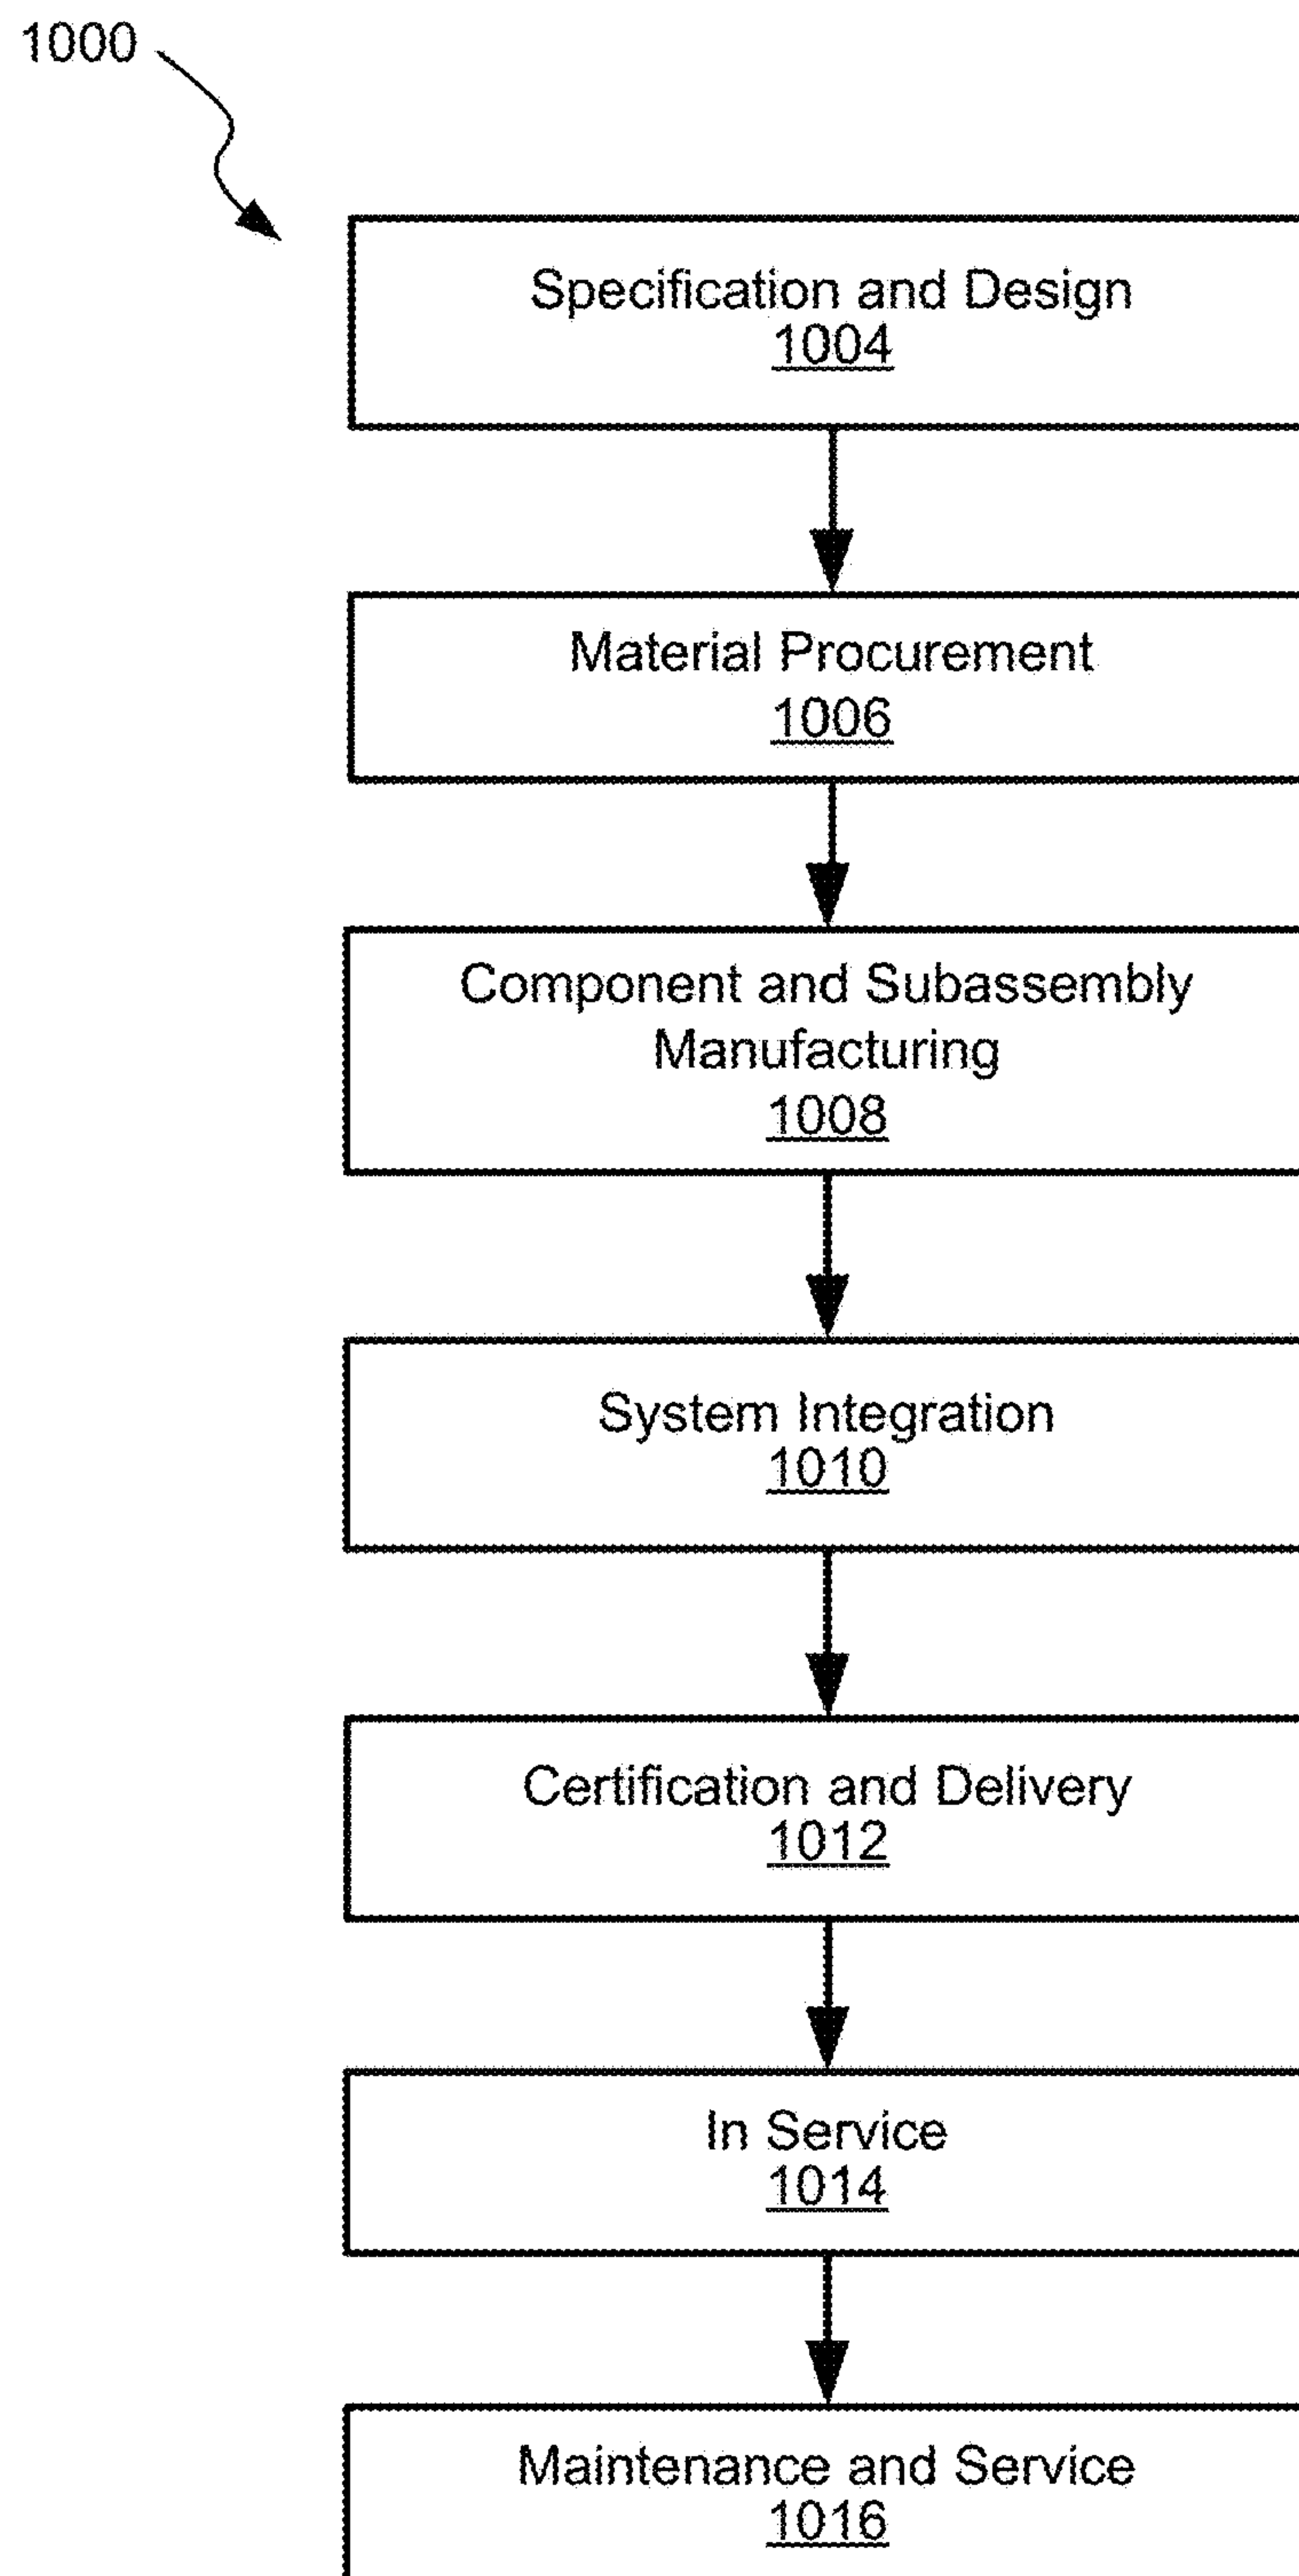 1000
Specification and Design
1004
Material Procurement
1006
Component and Subassembly
Manufacturing
1008
System Integration
1010
Certification and Delivery
1012
In Service
1014
Maintenance and Service
1016